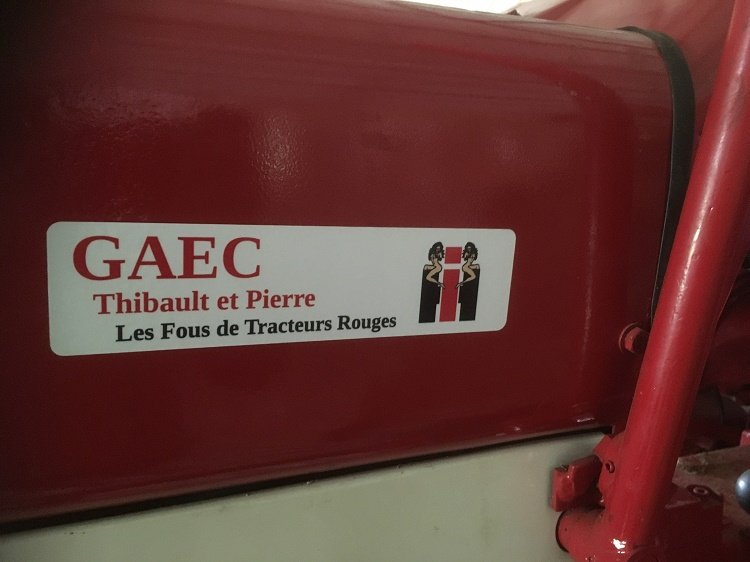 GAEC
Thibault et Pierre
Les Fous de Tracteurs Rouges